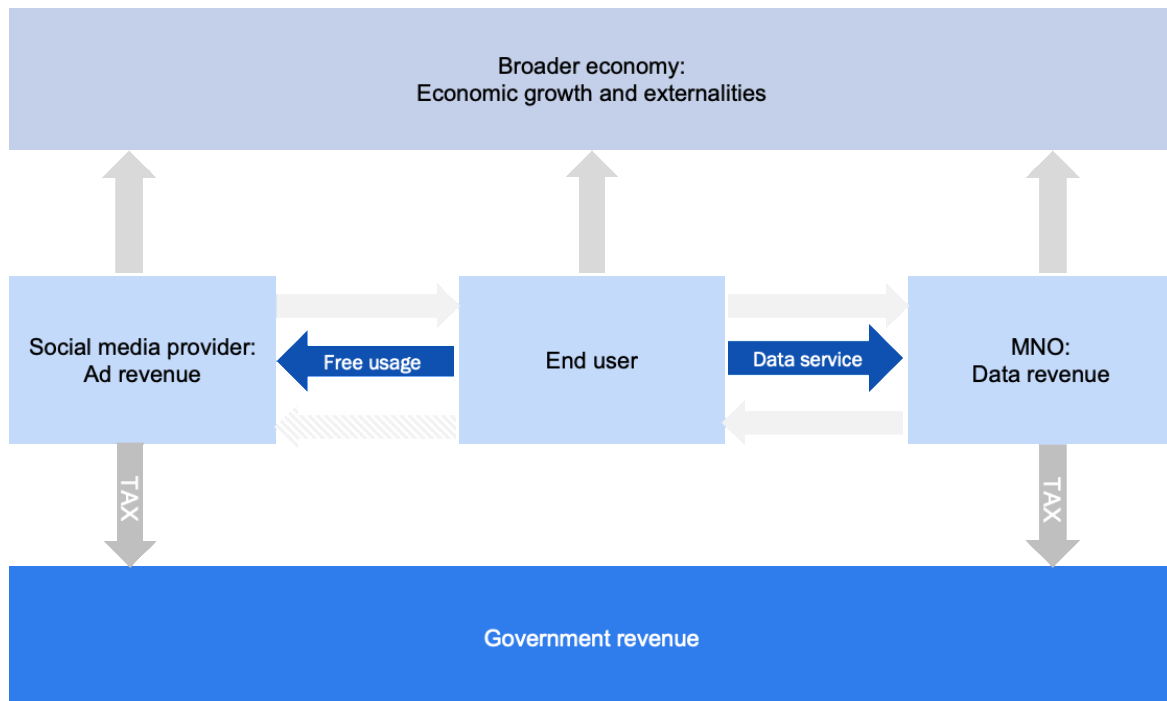 Broader economy:
Economic growth and externalities
Social media provider:
Ad revenue
Free usage
End user
Data service
MNO:
Data revenue
TAX
TAX
Government revenue